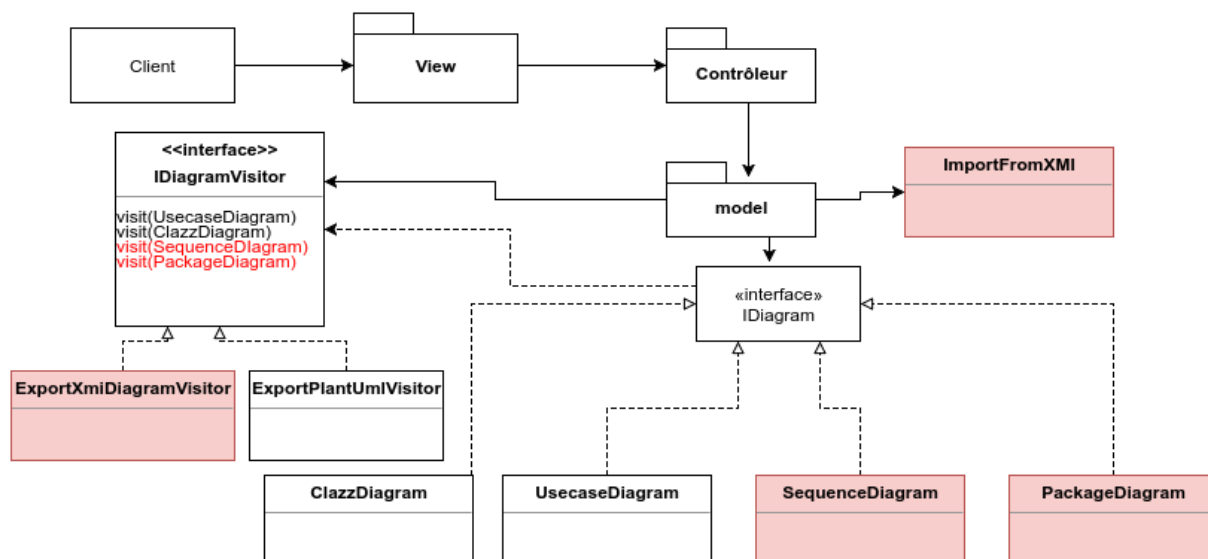 Client
View
Contrôleur
<<interface>>
IDiagramVisitor
visit(UsecaseDiagram)
visit(ClazzDiagram)
visit(SequenceDIagram)
visit(PackageDiagram)
model
ImportFromXMI
«interface»
IDiagram
ExportXmiDiagramVisitor
ExportPlantUmlVisitor
ClazzDiagram
UsecaseDiagram
SequenceDiagram
PackageDiagram